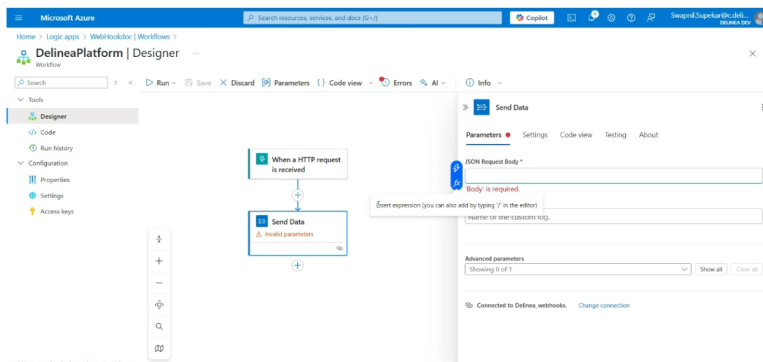 Microsoft Azure
Search resources, services, and docs (G+/)
Copilot
Swapnil.Supekar@c.deli...
DELINEA DEV
Home > Logic apps > WebHookdoc | Workflows >
DelineaPlatform | Designer ...
Workflow
Search
Run
Save
Discard
Parameters
Code view
Errors
AI
Info
Tools
Designer
Code
Run history
Configuration
Properties
Settings
Access keys
When a HTTP request
is received
Send Data
Invalid parameters
Send Data
Parameters
Settings
Code view
Testing
About
JSON Request Body *
'Body' is required.
Insert expression (you can also add by typing '/' in the editor)
Name of the custom log.
Advanced parameters
Showing 0 of 1
Show all
Clear all
Connected to Delinea_webhooks.
Change connection